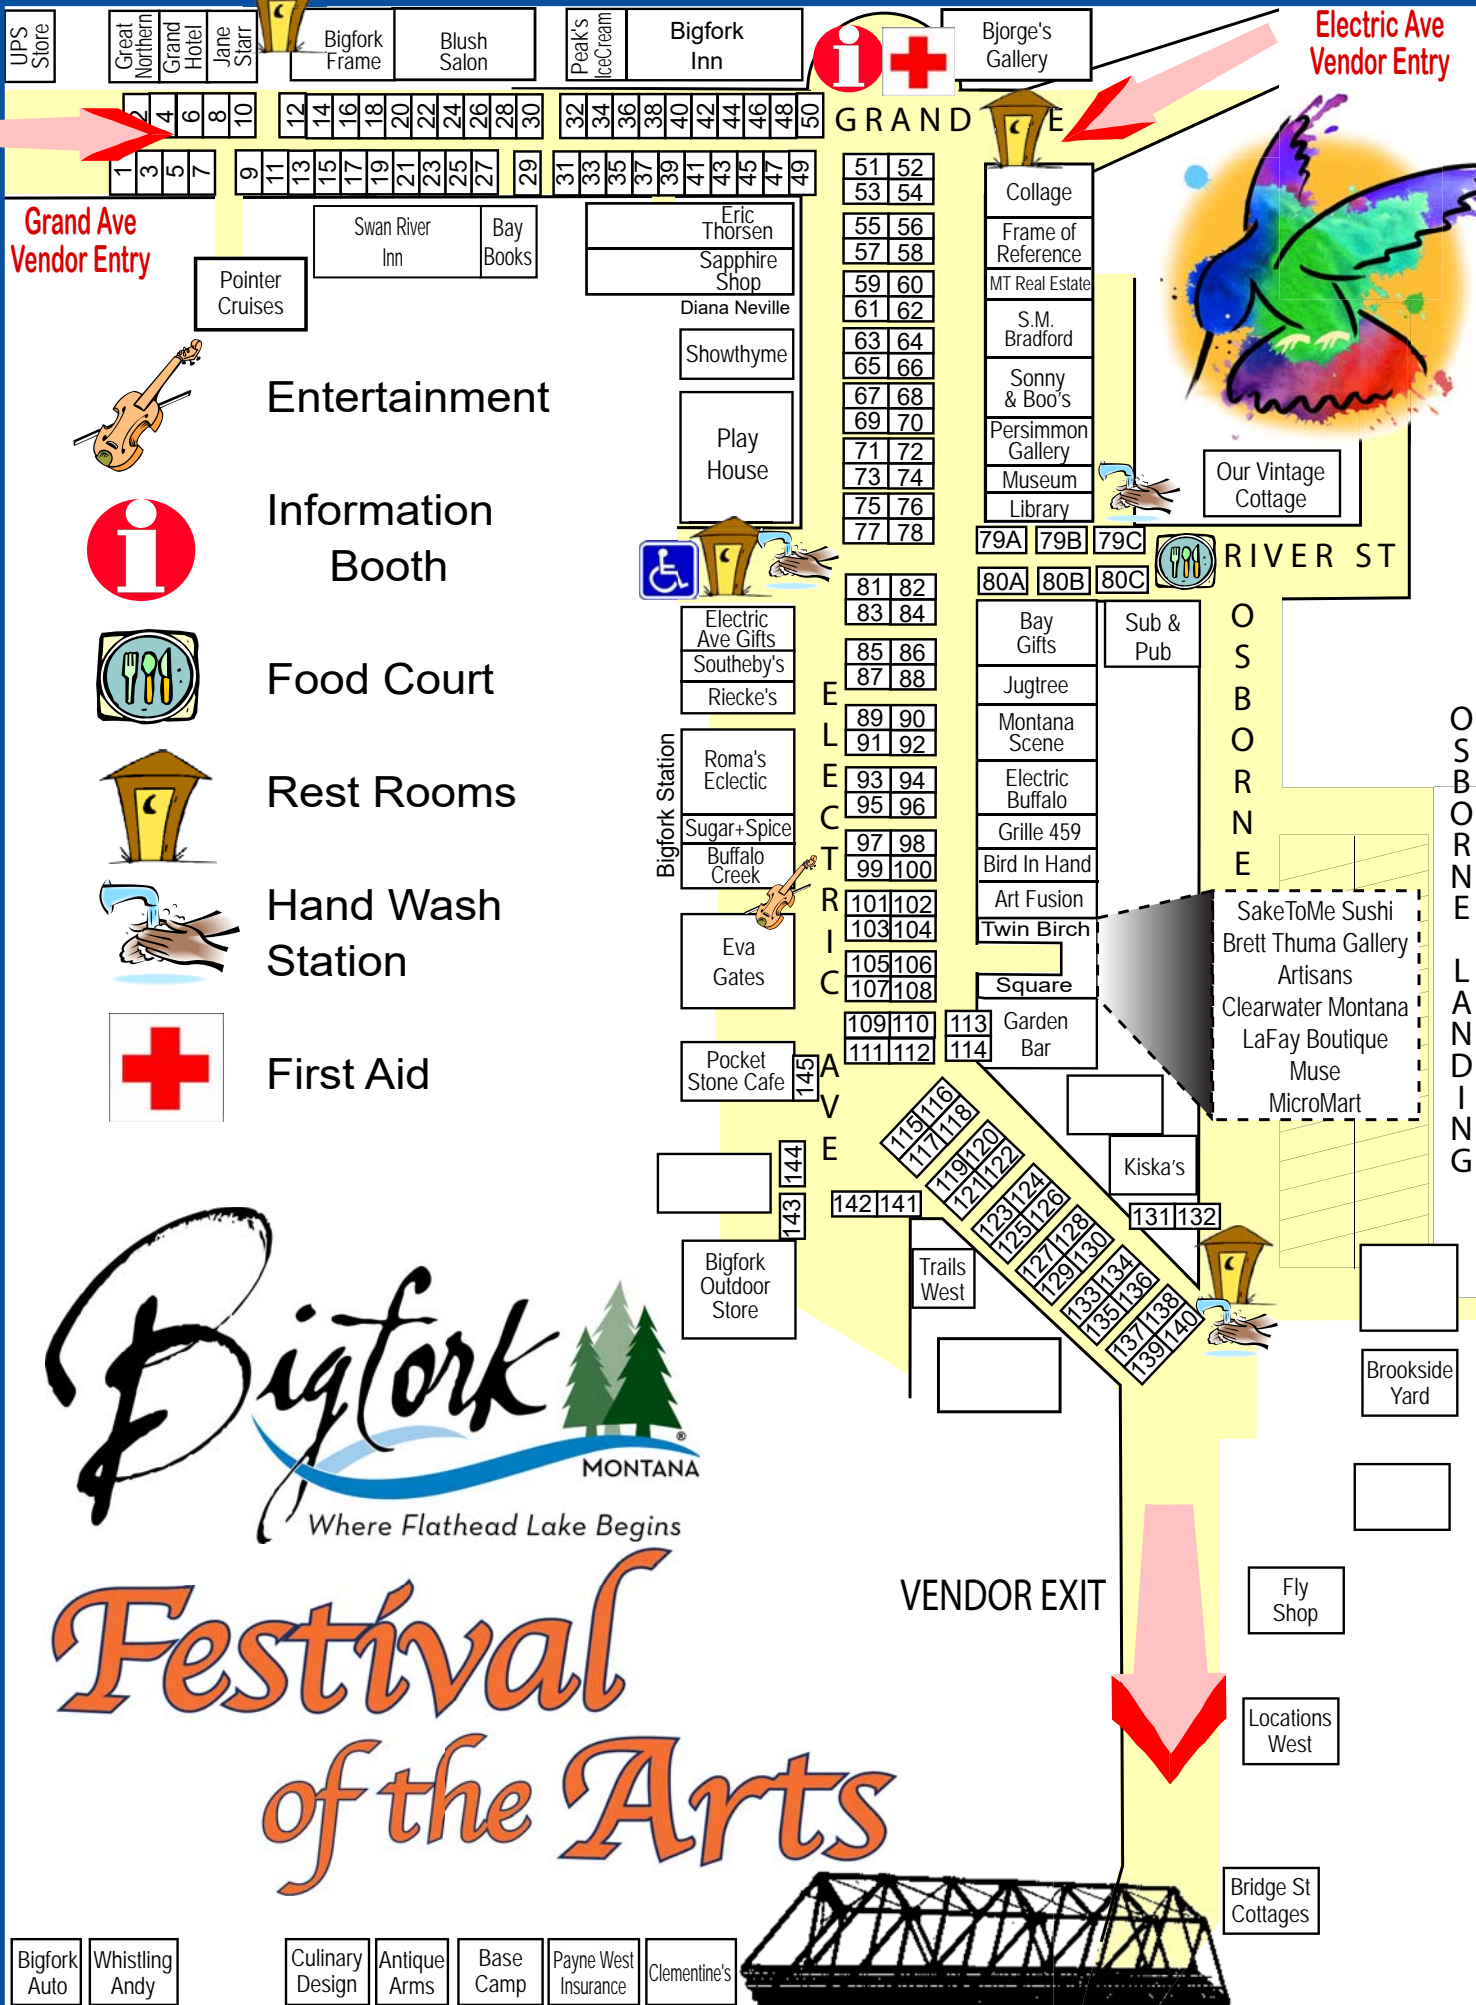 UPS
Store
Great
Northern
Grand
Hotel
Jane
Starr
Bigfork
Frame
Blush
Salon
Peak's
IceCream
Bigfork
Inn
Bjorge's
Gallery
Electric Ave
Vendor Entry
2 4 6 8 10 12 14 16 18 20 22 24 26 28 30 32 34 36 38 40 42 44 46 48 50
GRAND E
1 3 5 7 9 11 13 15 17 19 21 23 25 27 29 31 33 35 37 39 41 43 45 47 49
Grand Ave
Vendor Entry
Pointer
Cruises
Swan River
Inn
Bay
Books
Eric
Thorsen
Sapphire
Shop
Diana Neville
Showthyme
Play
House
51 52
53 54
55 56
57 58
59 60
61 62
63 64
65 66
67 68
69 70
71 72
73 74
75 76
77 78
Collage
Frame of
Reference
MT Real Estate
S.M.
Bradford
Sonny
& Boo's
Persimmon
Gallery
Museum
Library
Our Vintage
Cottage
79A 79B 79C
80A 80B 80C
RIVER ST
Entertainment
Information
Booth
Food Court
Rest Rooms
Hand Wash
Station
First Aid
Electric
Ave Gifts
Southeby's
Riecke's
Bigfork Station
Roma's
Eclectic
Sugar+Spice
Buffalo
Creek
Eva
Gates
Pocket
Stone Cafe
145
ELECTRIC AVE
81 82
83 84
85 86
87 88
89 90
91 92
93 94
95 96
97 98
99 100
101 102
103 104
105 106
107 108
109 110
111 112
113
114
Bay
Gifts
Sub &
Pub
Jugtree
Montana
Scene
Electric
Buffalo
Grille 459
Bird In Hand
Art Fusion
Twin Birch
Square
Garden
Bar
OSBORNE
OSBORNE LANDING
SakeToMe Sushi
Brett Thuma Gallery
Artisans
Clearwater Montana
LaFay Boutique
Muse
MicroMart
Kiska's
131 132
115 116
117 118
119 120
121 122
123 124
125 126
127 128
129 130
133 134
135 136
137 138
139 140
144
143
142 141
Bigfork
Outdoor
Store
Trails
West
Brookside
Yard
Bigfork
®
MONTANA
Where Flathead Lake Begins
Festival
of the Arts
VENDOR EXIT
Fly
Shop
Locations
West
Bridge St
Cottages
Bigfork
Auto
Whistling
Andy
Culinary
Design
Antique
Arms
Base
Camp
Payne West
Insurance
Clementine's